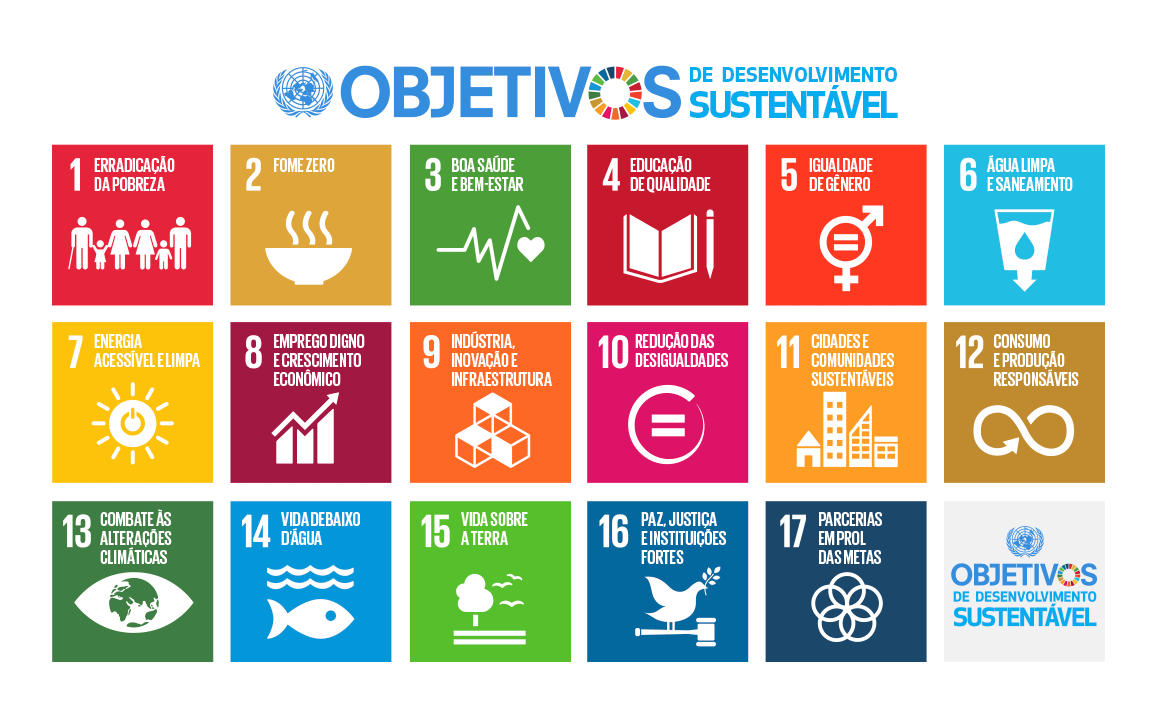 OBJETIVOS DE DESENVOLVIMENTO
SUSTENTÁVEL
1 ERRADICAÇÃO
DA POBREZA
2 FOME ZERO
3 BOA SAÚDE
E BEM-ESTAR
4 EDUCAÇÃO
DE QUALIDADE
5 IGUALDADE
DE GÊNERO
6 ÁGUA LIMPA
E SANEAMENTO
7 ENERGIA
ACESSÍVEL E LIMPA
8 EMPREGO DIGNO
E CRESCIMENTO
ECONÔMICO
9 INDÚSTRIA,
INOVAÇÃO E
INFRAESTRUTURA
10 REDUÇÃO DAS
DESIGUALDADES
11 CIDADES E
COMUNIDADES
SUSTENTÁVEIS
12 CONSUMO
E PRODUÇÃO
RESPONSÁVEIS
13 COMBATE ÀS
ALTERAÇÕES
CLIMÁTICAS
14 VIDA DEBAIXO
D'ÁGUA
15 VIDA SOBRE
A TERRA
16 PAZ, JUSTIÇA
E INSTITUIÇÕES
FORTES
17 PARCERIAS
EM PROL
DAS METAS
OBJETIVOS
DE DESENVOLVIMENTO
SUSTENTÁVEL